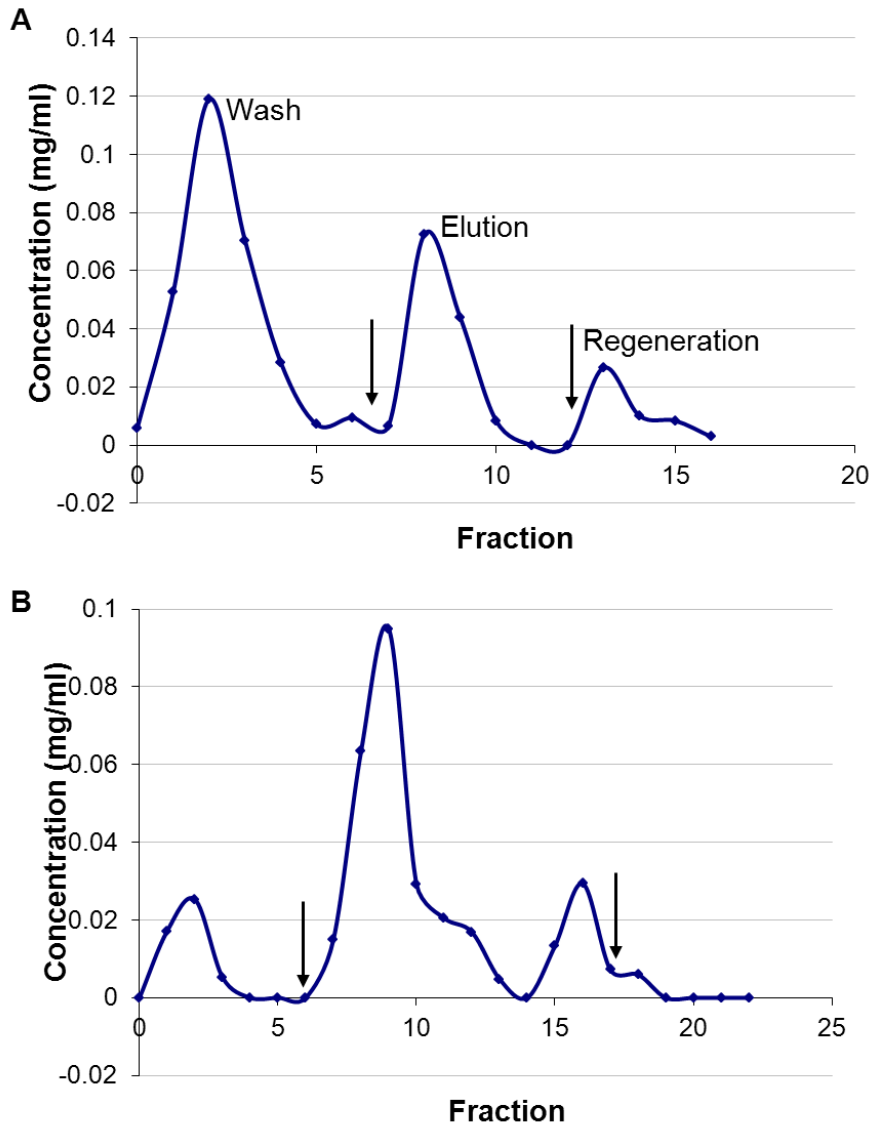 A
0.14
0.12
0.1
0.08
0.06
0.04
0.02
0
-0.02
Concentration (mg/ml)
Wash
Elution
Regeneration
0 5 10 15 20
Fraction
B
0.1
0.08
0.06
0.04
0.02
0
-0.02
Concentration (mg/ml)
0 5 10 15 20 25
Fraction